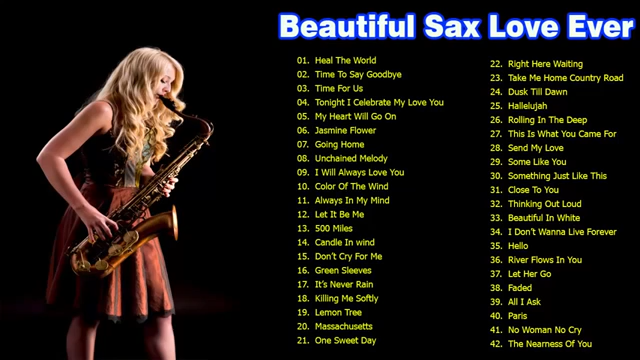 Beautiful Sax Love Ever
01. Heal The World
02. Time To Say Goodbye
03. Time For Us
04. Tonight I Celebrate My Love You
05. My Heart Will Go On
06. Jasmine Flower
07. Going Home
08. Unchained Melody
09. I Will Always Love You
10. Color Of The Wind
11. Always In My Mind
12. Let It Be Me
13. 500 Miles
14. Candle In wind
15. Don't Cry For Me
16. Green Sleeves
17. It's Never Rain
18. Killing Me Softly
19. Lemon Tree
20. Massachusetts
21. One Sweet Day
22. Right Here Waiting
23. Take Me Home Country Road
24. Dusk Till Dawn
25. Hallelujah
26. Rolling In The Deep
27. This Is What You Came For
28. Send My Love
29. Some Like You
30. Something Just Like This
31. Close To You
32. Thinking Out Loud
33. Beautiful In White
34. I Don't Wanna Live Forever
35. Hello
36. River Flows In You
37. Let Her Go
38. Faded
39. All I Ask
40. Paris
41. No Woman No Cry
42. The Nearness Of You